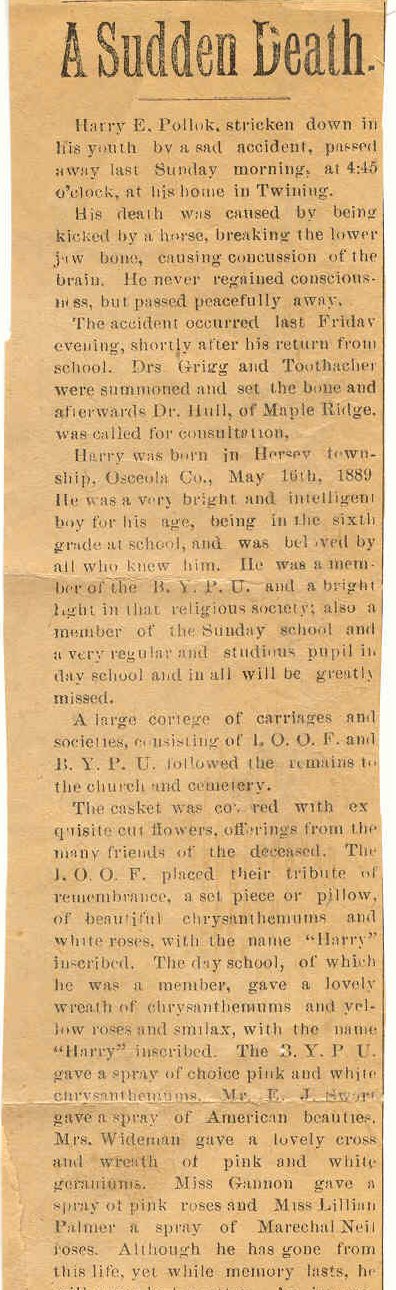 A Sudden Death.
Harry E. Pollok, stricken down in
his youth by a sad accident, passed
away last Sunday morning, at 4:45
o'clock, at his home in Twining.
His death was caused by being
kicked by a horse, breaking the lower
jaw bone, causing concussion of the
brain. He never regained conscious-
ness, but passed peacefully away.
The accident occurred last Friday
evening, shortly after his return from
school. Drs Grigg and Toothacher
were summoned and set the bone and
afterwards Dr. Hull, of Maple Ridge,
was called for consultation,
Harry was born in Hersey town-
ship, Osceola Co., May 16th, 1889
He was a very bright and intelligent
boy for his age, being in the sixth
grade at school, and was beloved by
all who knew him. He was a mem-
ber of the B. Y. P. U. and a bright
light in that religious society; also a
member of the Sunday school and
a very regular and studious pupil in
day school and in all will be greatly
missed.
A large cortege of carriages and
societies, consisting of I. O. O. F. and
B. Y. P. U. followed the remains to
the church and cemetery.
The casket was covered with ex
quisite cut flowers, offerings from the
many friends of the deceased. The
I. O. O. F. placed their tribute of
remembrance, a set piece or pillow,
of beautiful chrysanthemums and
white roses, with the name "Harry"
inscribed. The day school, of which
he was a member, gave a lovely
wreath of chrysanthemums and yel-
low roses and smilax, with the name
"Harry" inscribed. The B. Y. P U.
gave a spray of choice pink and white
chrysanthemums. Mr. E. J. Swart
gave a spray of American beauties.
Mrs. Wideman gave a lovely cross
and wreath of pink and white
geraniums. Miss Gannon gave a
spray of pink roses and Miss Lillian
Palmer a spray of Marechal Neil
roses. Although he has gone from
this life, yet while memory lasts, he